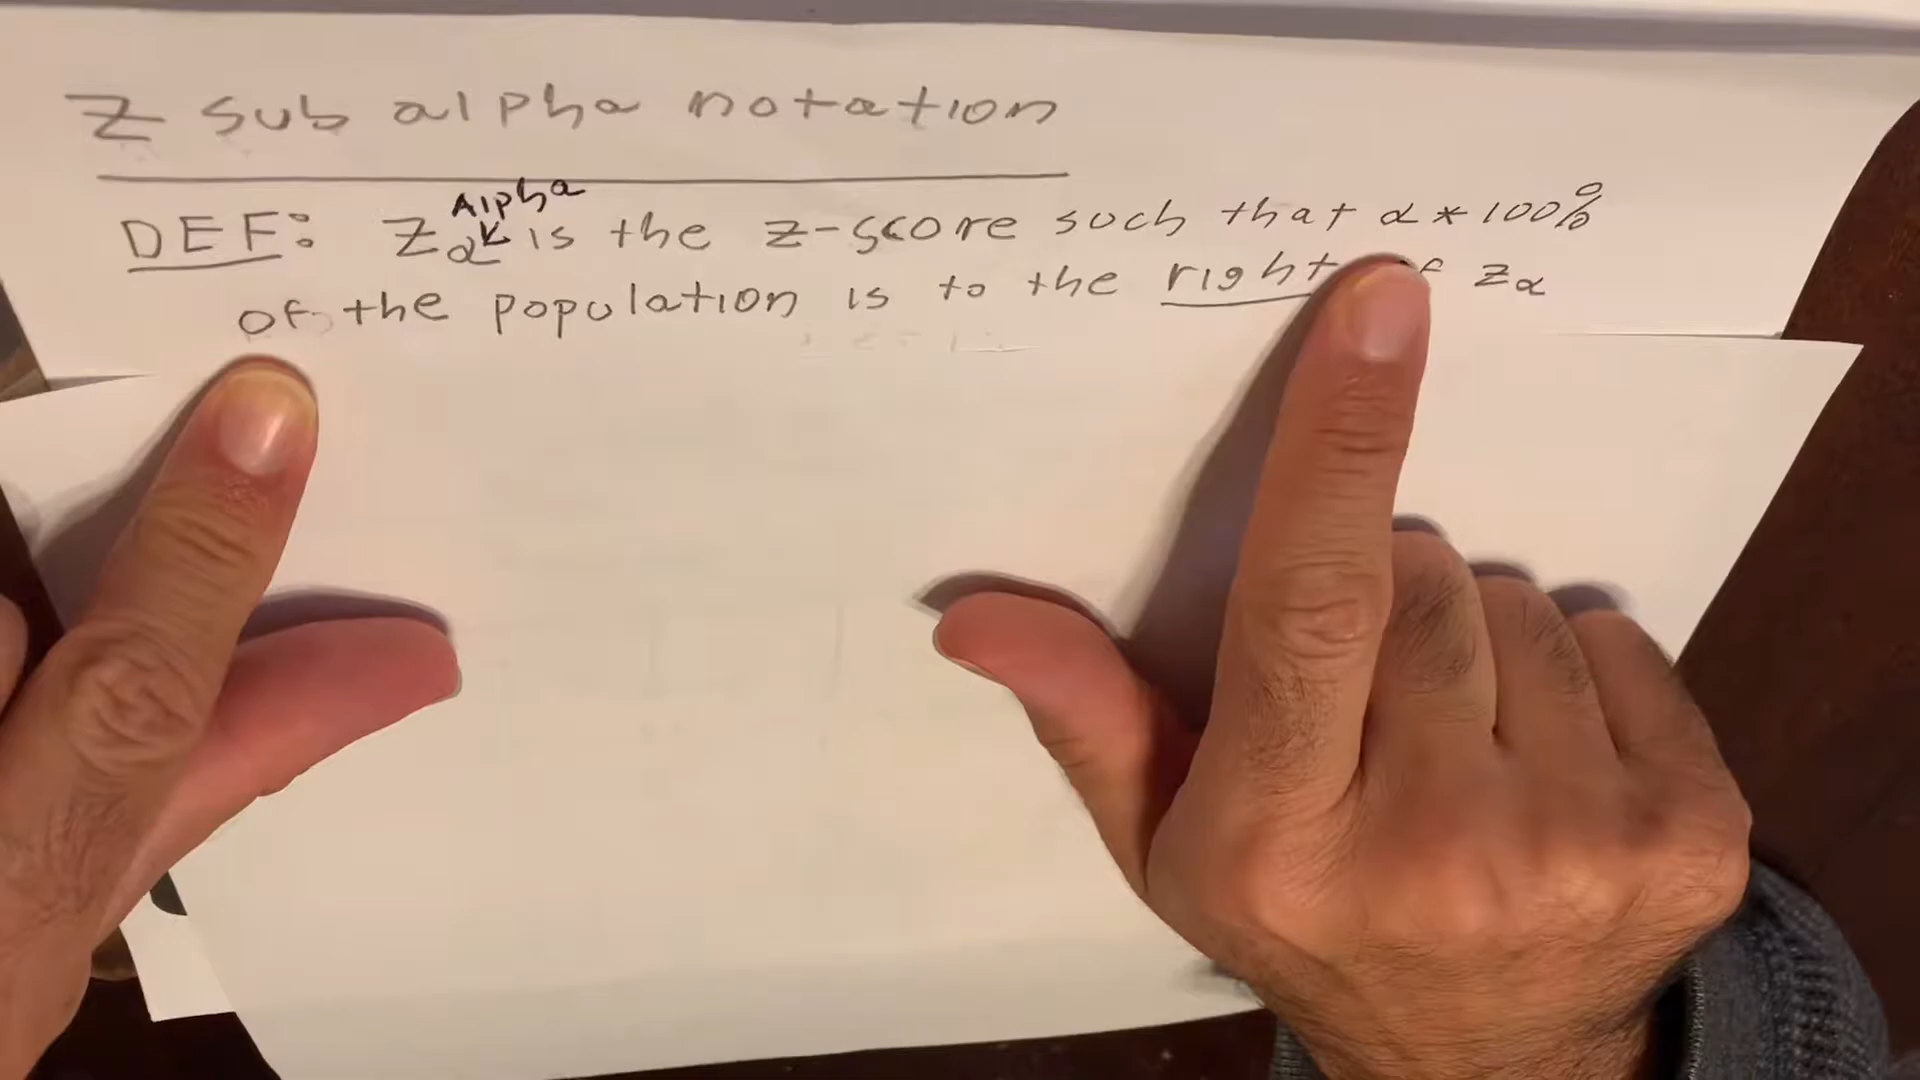 Z sub alpha notation
Alpha
DEF: Zα is the z-score such that α * 100%
of the population is to the right zα